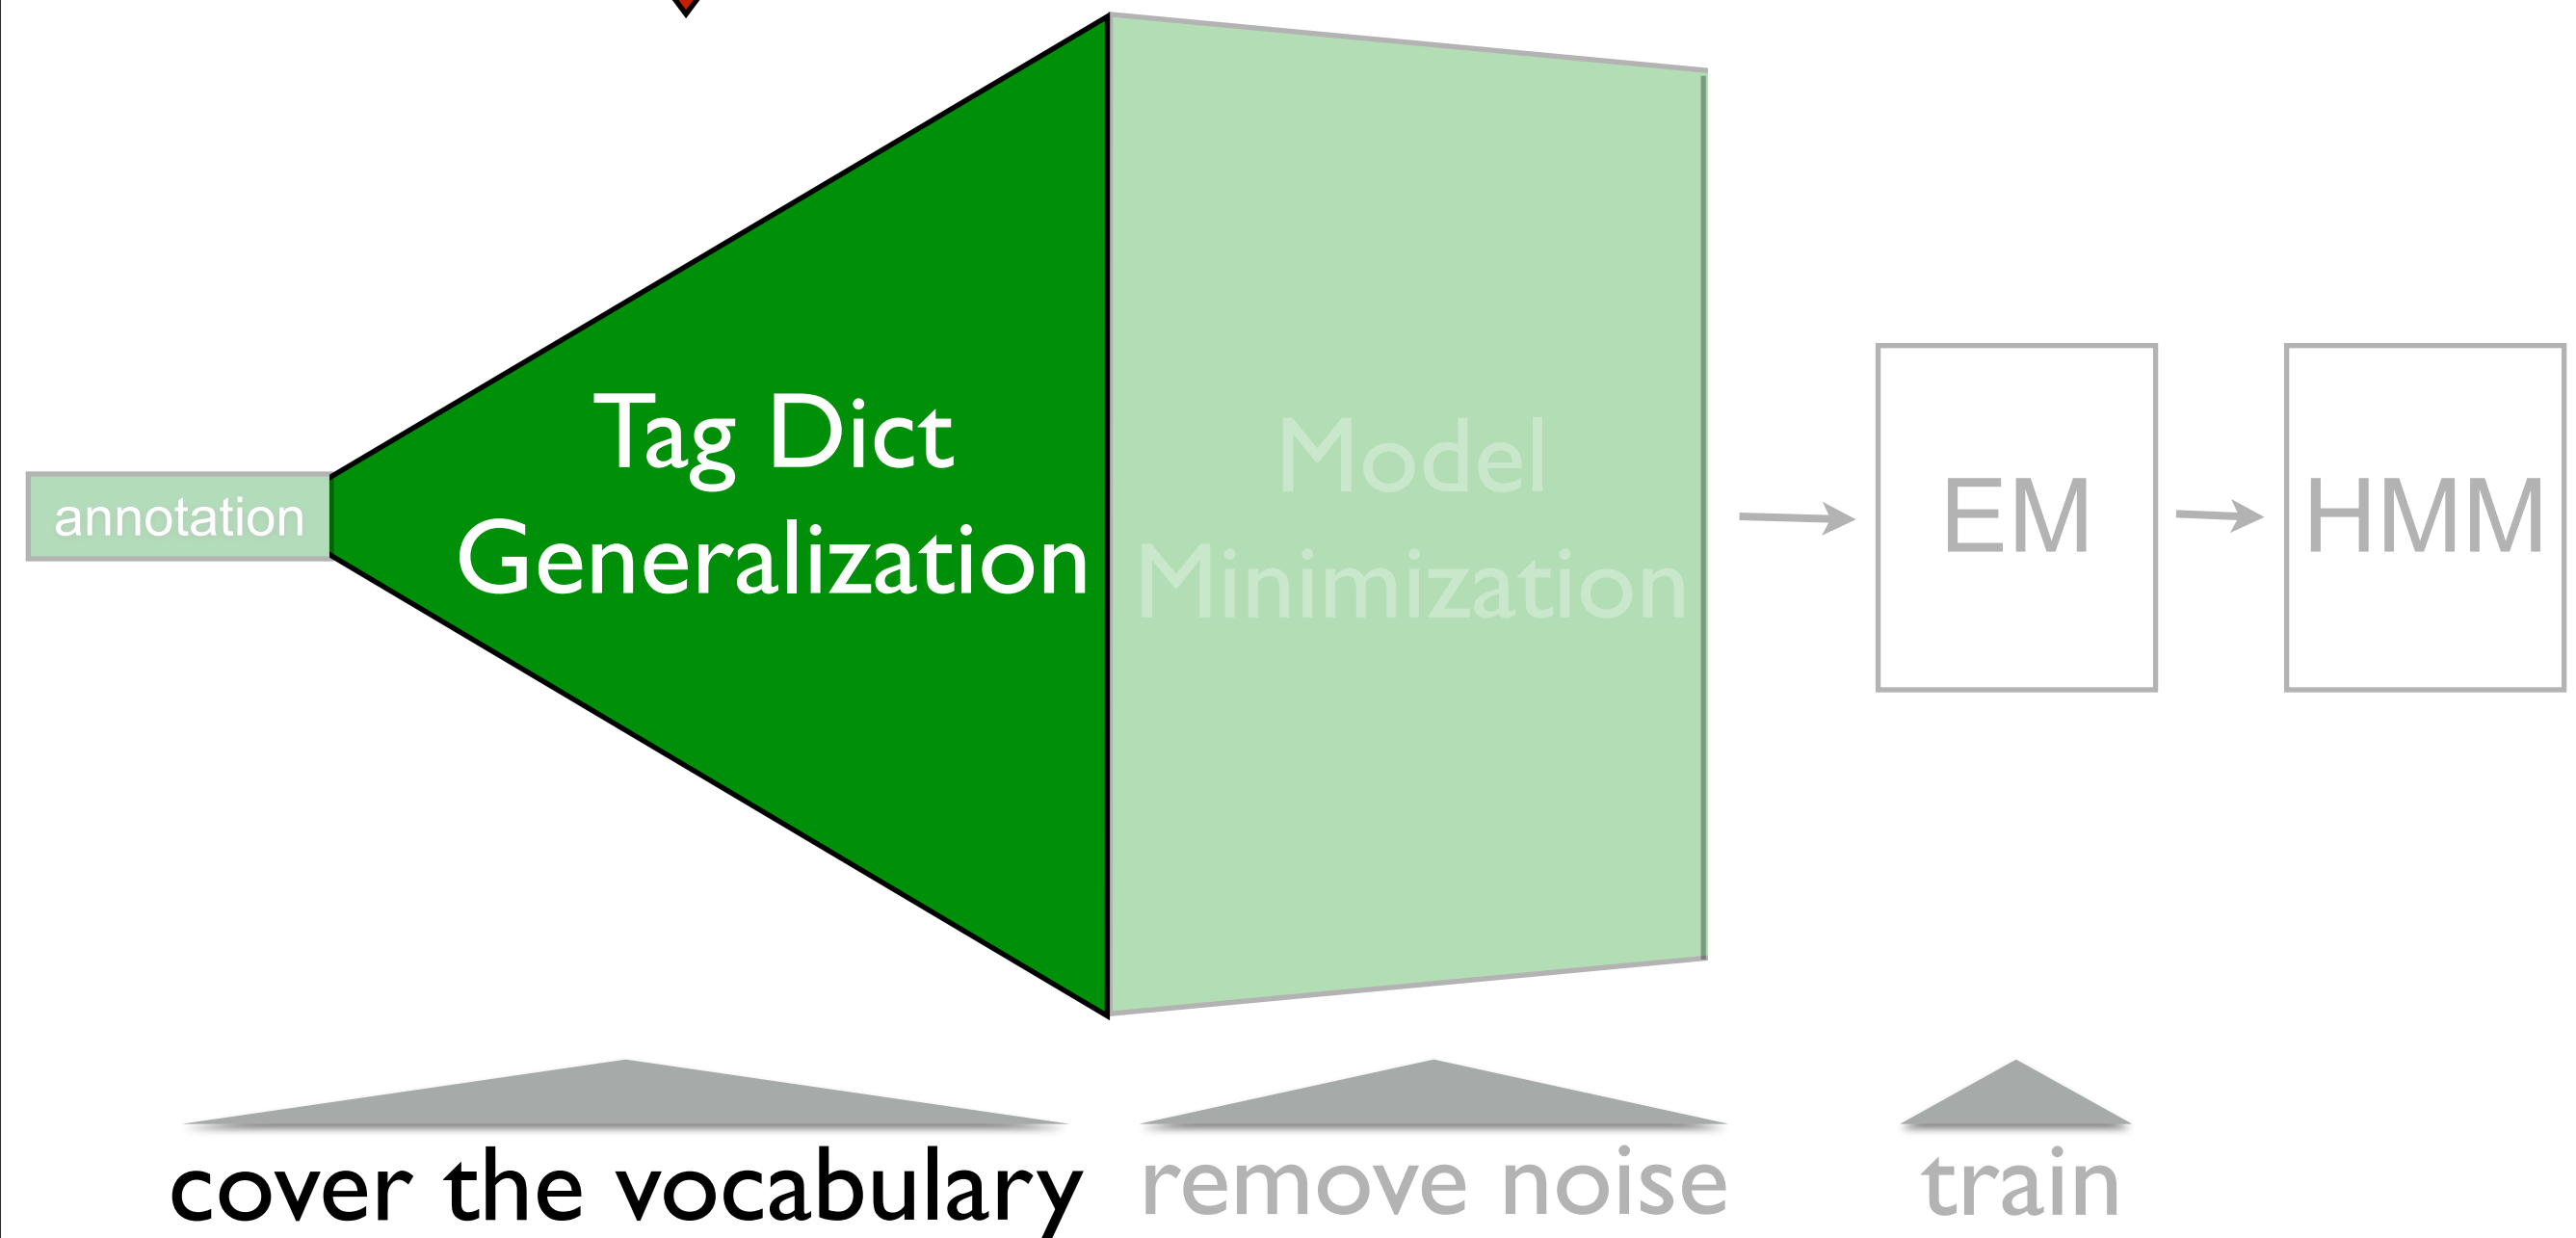 annotation
Tag Dict
Generalization
Model
Minimization
EM
HMM
cover the vocabulary
remove noise
train